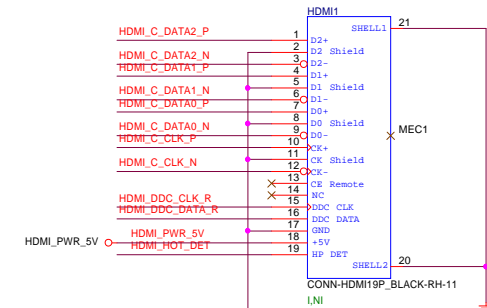 HDMI1
HDMI_C_DATA2_P 1 D2+ SHELL1 21
2 D2 Shield
HDMI_C_DATA2_N 3 D2-
HDMI_C_DATA1_P 4 D1+
5 D1 Shield
HDMI_C_DATA1_N 6 D1-
HDMI_C_DATA0_P 7 D0+
8 D0 Shield
HDMI_C_DATA0_N 9 D0- MEC1
HDMI_C_CLK_P 10 CK+
11 CK Shield
HDMI_C_CLK_N 12 CK-
13 CE Remote
14 NC
HDMI_DDC_CLK_R 15 DDC CLK
HDMI_DDC_DATA_R 16 DDC DATA
17 GND
HDMI_PWR_5V HDMI_PWR_5V 18 +5V
HDMI_HOT_DET 19 HP DET
SHELL2 20
CONN-HDMI19P_BLACK-RH-11
I,NI